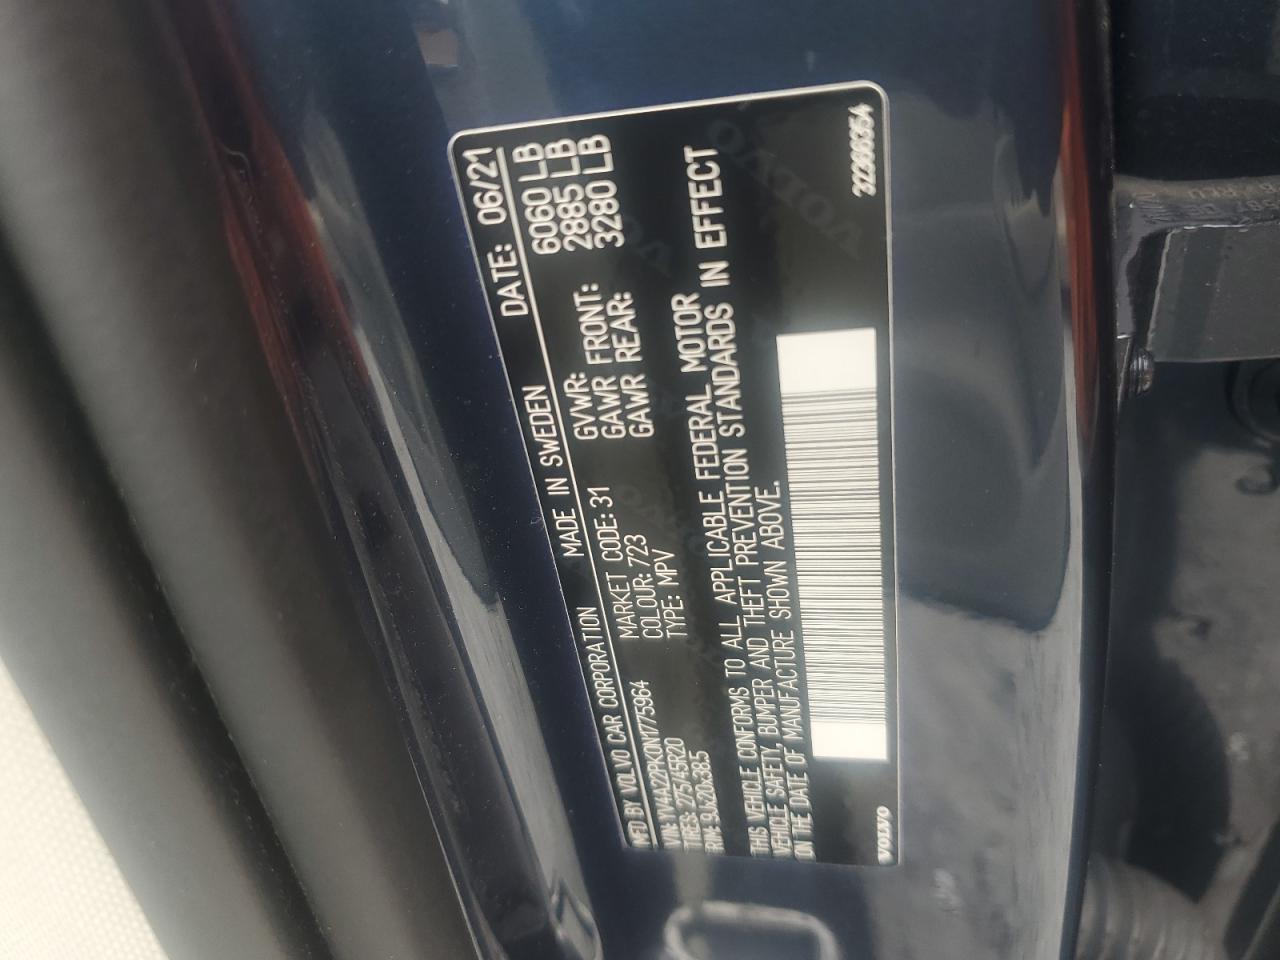 MFD BY VOLVO CAR CORPORATION MADE IN SWEDEN DATE: 06/21
VIN: YV4A22PK0N1775964 MARKET CODE: 31 GVWR: 6060 LB
TIRES: 275/45R20 COLOUR: 723 GAWR FRONT: 2885 LB
RIM: 9Jx20x38.5 TYPE: MPV GAWR REAR: 3280 LB
THIS VEHICLE CONFORMS TO ALL APPLICABLE FEDERAL MOTOR
VEHICLE SAFETY, BUMPER AND THEFT PREVENTION STANDARDS IN EFFECT
ON THE DATE OF MANUFACTURE SHOWN ABOVE.
VOLVO